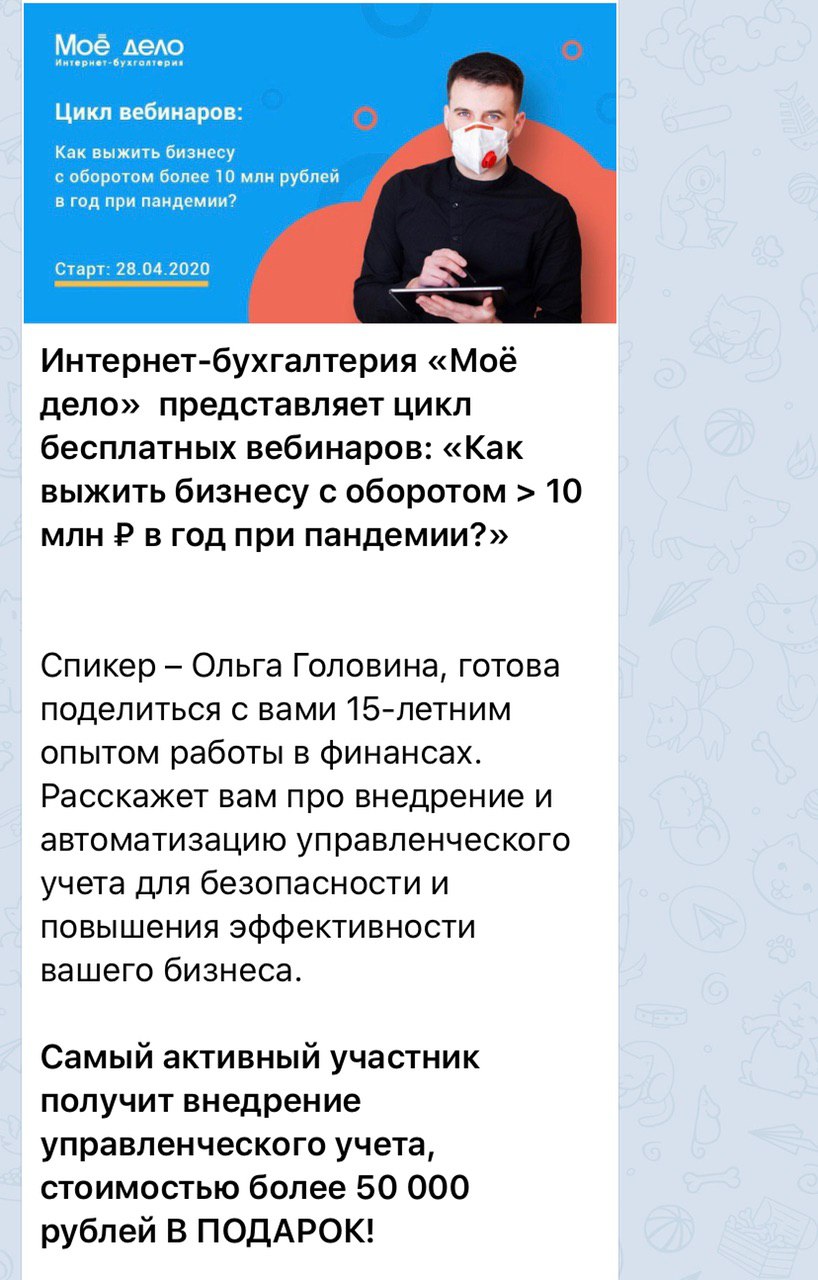 Моё дело
Интернет-бухгалтерия
Цикл вебинаров:
Как выжить бизнесу
с оборотом более 10 млн рублей
в год при пандемии?
Старт: 28.04.2020
Интернет-бухгалтерия «Моё
дело»  представляет цикл
бесплатных вебинаров: «Как
выжить бизнесу с оборотом > 10
млн ₽ в год при пандемии?»
Спикер – Ольга Головина, готова
поделиться с вами 15-летним
опытом работы в финансах.
Расскажет вам про внедрение и
автоматизацию управленческого
учета для безопасности и
повышения эффективности
вашего бизнеса.
Самый активный участник
получит внедрение
управленческого учета,
стоимостью более 50 000
рублей В ПОДАРОК!